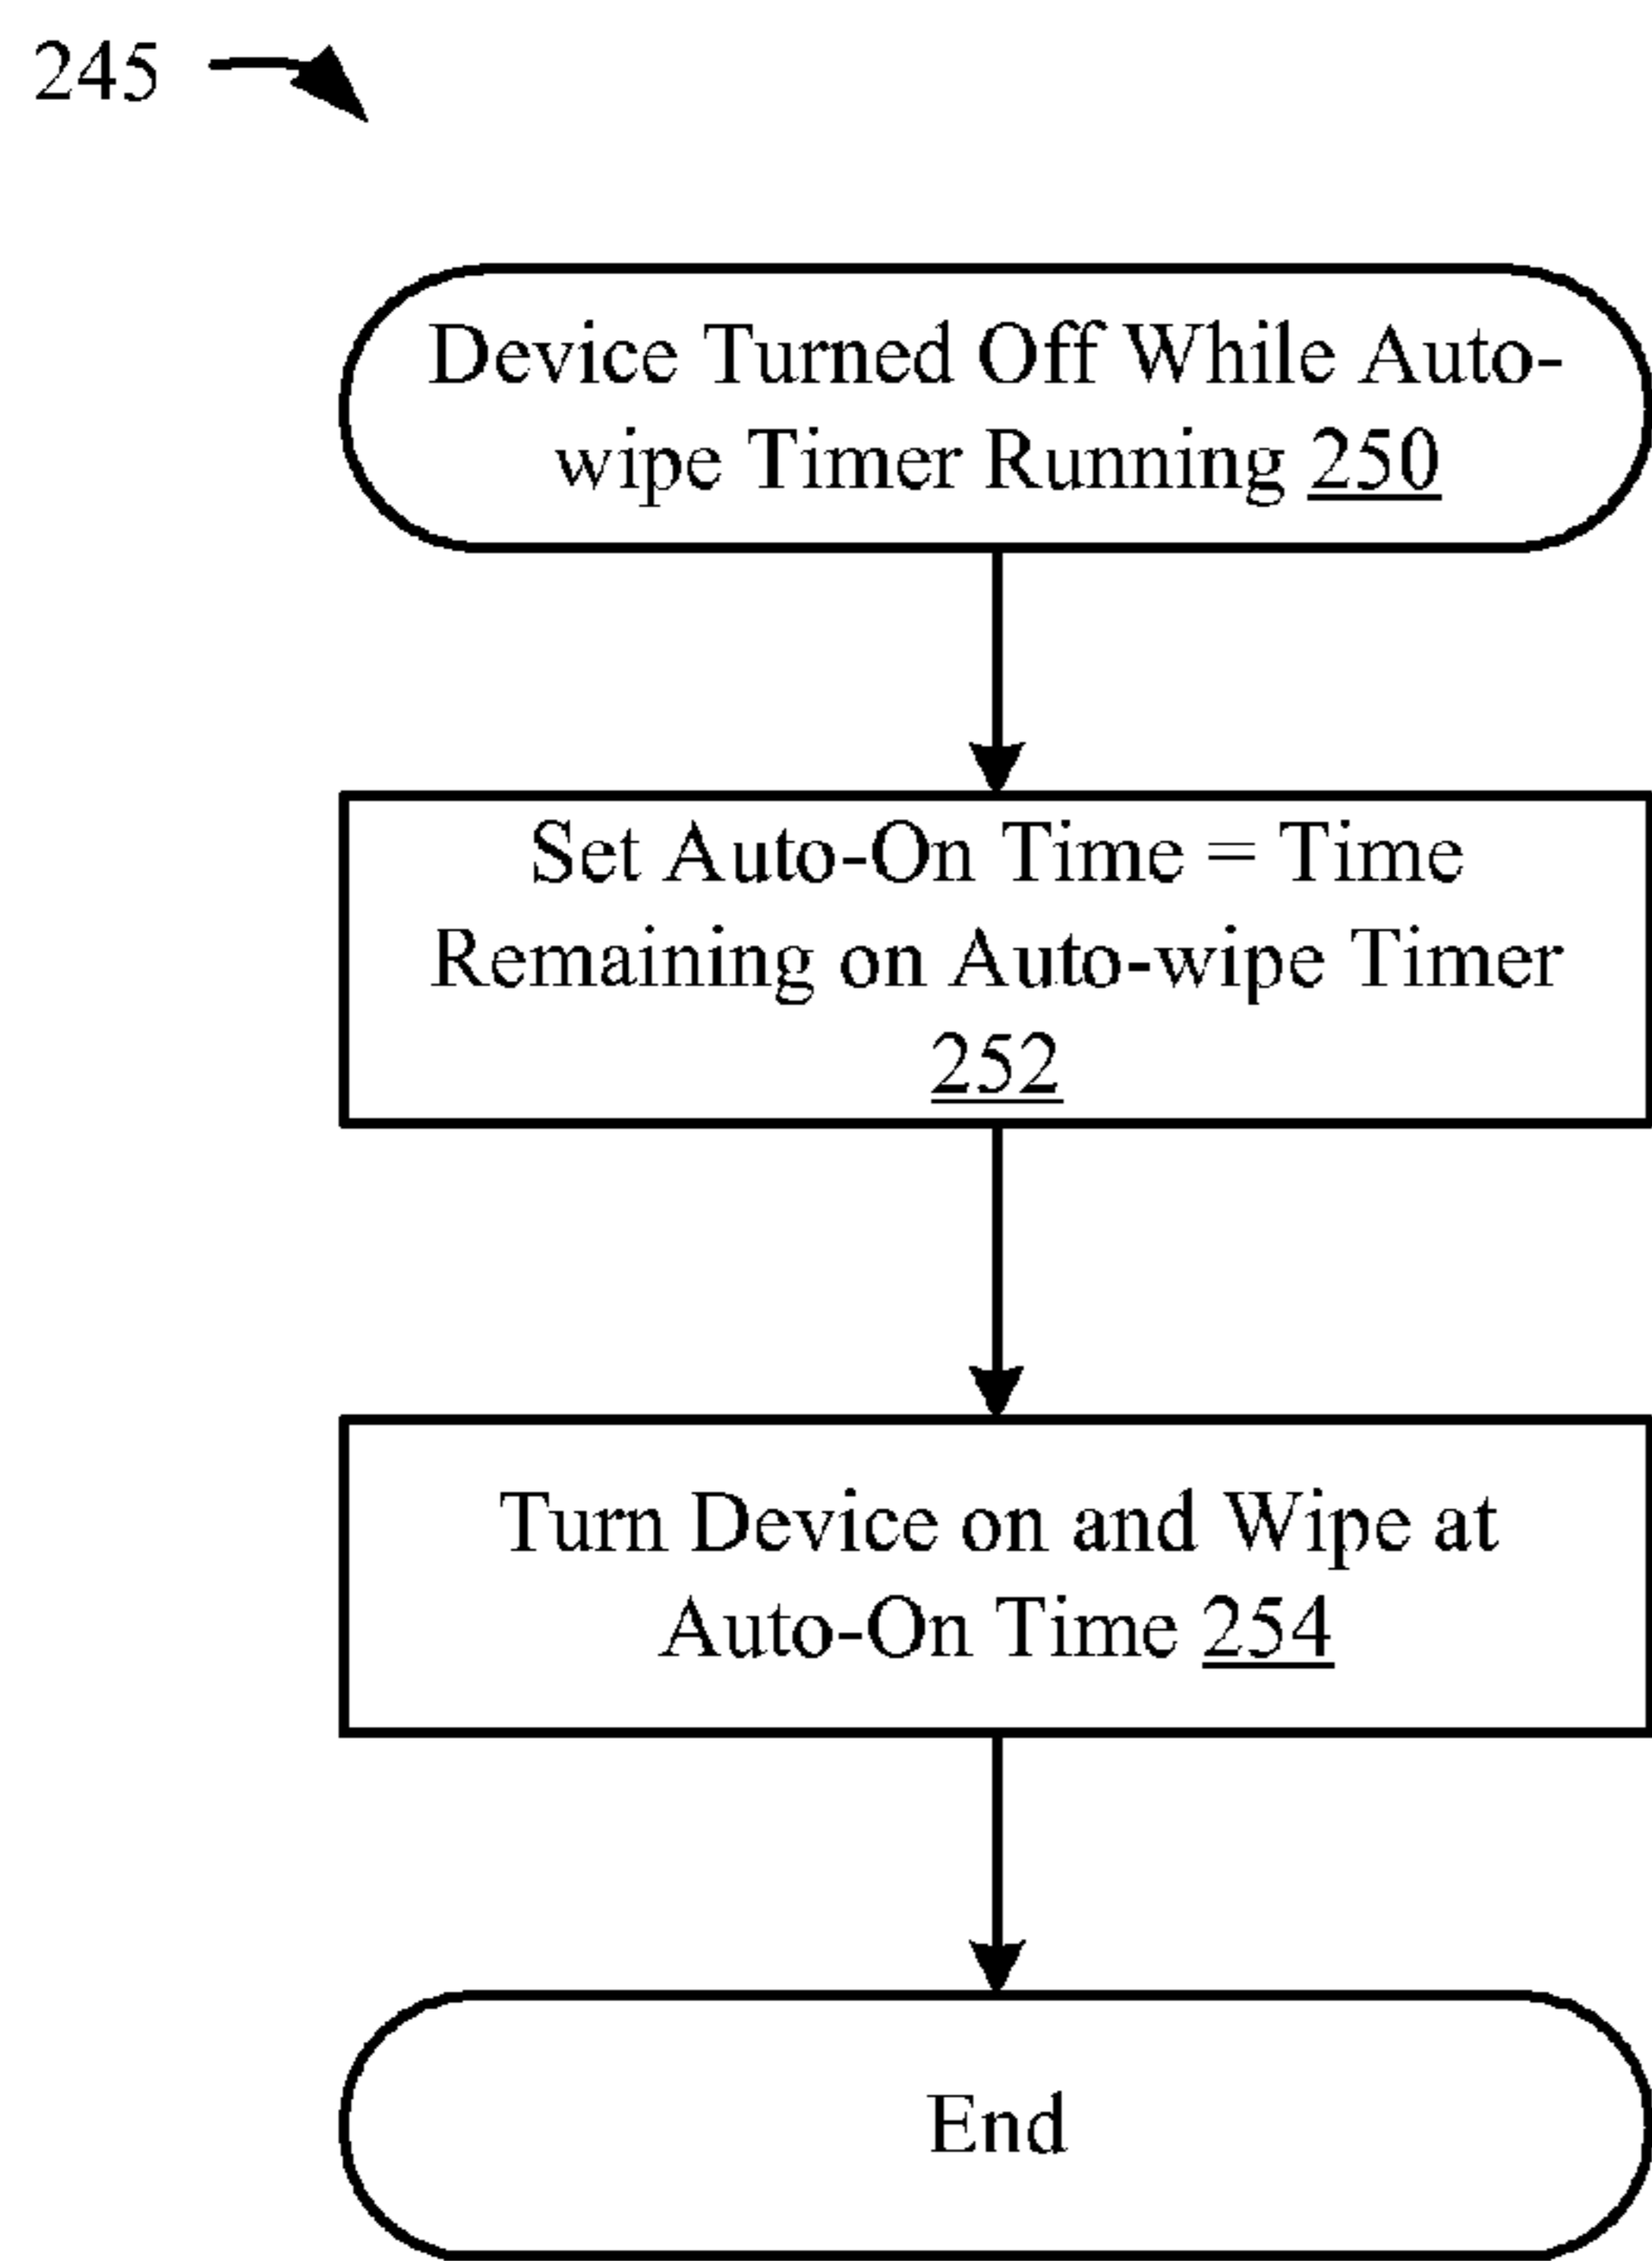 245
Device Turned Off While Auto-
wipe Timer Running 250
Set Auto-On Time = Time
Remaining on Auto-wipe Timer
252
Turn Device on and Wipe at
Auto-On Time 254
End